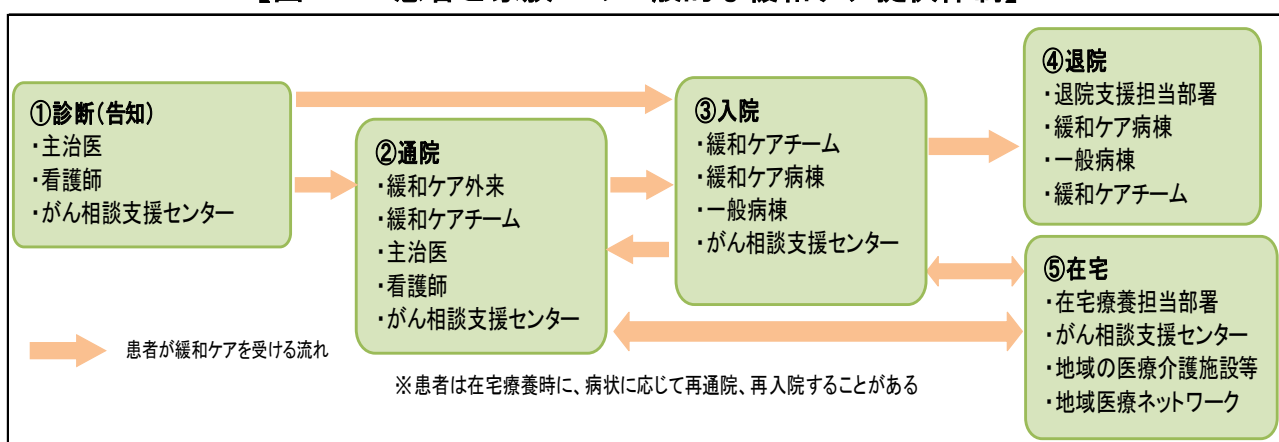 ①診断(告知)
・主治医
・看護師
・がん相談支援センター
②通院
・緩和ケア外来
・緩和ケアチーム
・主治医
・看護師
・がん相談支援センター
③入院
・緩和ケアチーム
・緩和ケア病棟
・一般病棟
・がん相談支援センター
④退院
・退院支援担当部署
・緩和ケア病棟
・一般病棟
・緩和ケアチーム
⑤在宅
・在宅療養担当部署
・がん相談支援センター
・地域の医療介護施設等
・地域医療ネットワーク
患者が緩和ケアを受ける流れ
※患者は在宅療養時に、病状に応じて再通院、再入院することがある